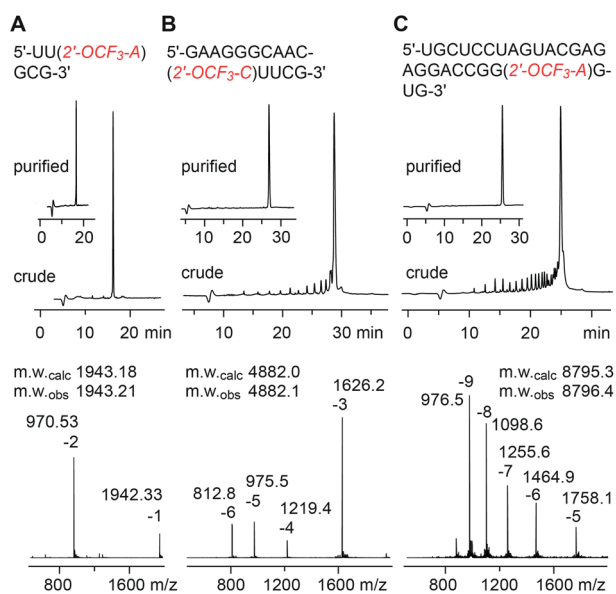 A
5'-UU(2'-OCF3-A)
GCG-3'
purified
0 20
crude
0 10 20 min
m.w.calc 1943.18
m.w.obs 1943.21
970.53
-2
1942.33
-1
800 1600 m/z
B
5'-GAAGGGCAAC-
(2'-OCF3-C)UUCG-3'
purified
10 20 30
crude
10 20 30 min
m.w.calc 4882.0
m.w.obs 4882.1
1626.2
-3
812.8
-6
975.5
-5
1219.4
-4
800 1200 1600 m/z
C
5'-UGCUCCUAGUACGAG
AGGACCGG(2'-OCF3-A)G-
UG-3'
purified
0 10 20 30
crude
0 20 40 min
m.w.calc 8795.3
m.w.obs 8796.4
-9
976.5
-8
1098.6
1255.6
-7
1464.9
-6
1758.1
-5
800 1200 1600 m/z